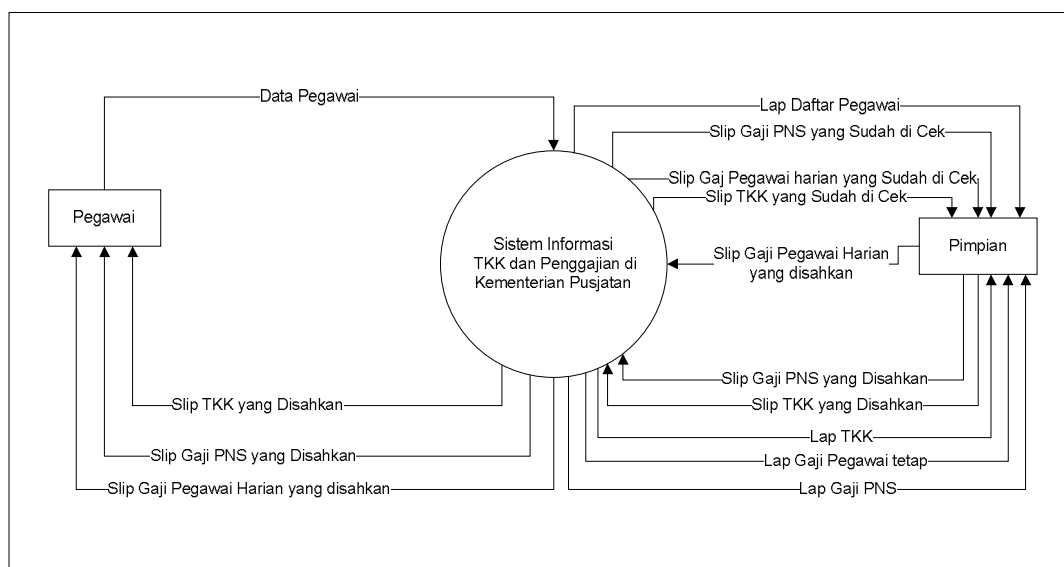 Data Pegawai
Lap Daftar Pegawai
Slip Gaji PNS yang Sudah di Cek
Slip Gaj Pegawai harian yang Sudah di Cek
Slip TKK yang Sudah di Cek
Pegawai
Pimpian
Sistem Informasi
TKK dan Penggajian di
Kementerian Pusjatan
Slip Gaji Pegawai Harian
yang disahkan
Slip Gaji PNS yang Disahkan
Slip TKK yang Disahkan
Slip TKK yang Disahkan
Lap TKK
Slip Gaji PNS yang Disahkan
Lap Gaji Pegawai tetap
Slip Gaji Pegawai Harian yang disahkan
Lap Gaji PNS